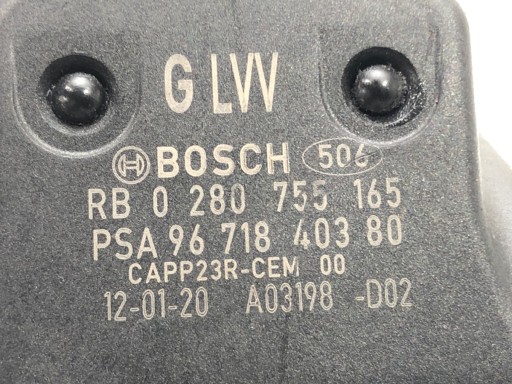 G LVV
BOSCH 506
RB 0 280 755 165
PSA 96 718 403 80
CAPP23R-CEM 00
12-01-20 A03198 -D02